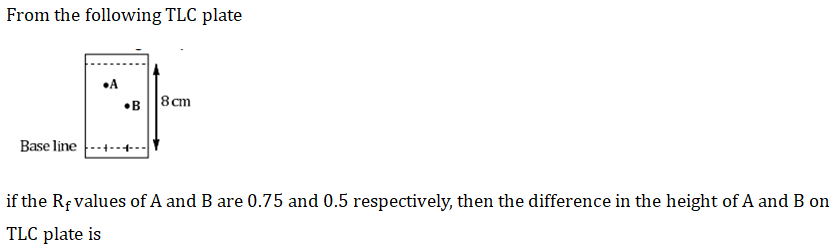 From the following TLC plate
•A
•B
8 cm
Base line
if the Rf values of A and B are 0.75 and 0.5 respectively, then the difference in the height of A and B on
TLC plate is